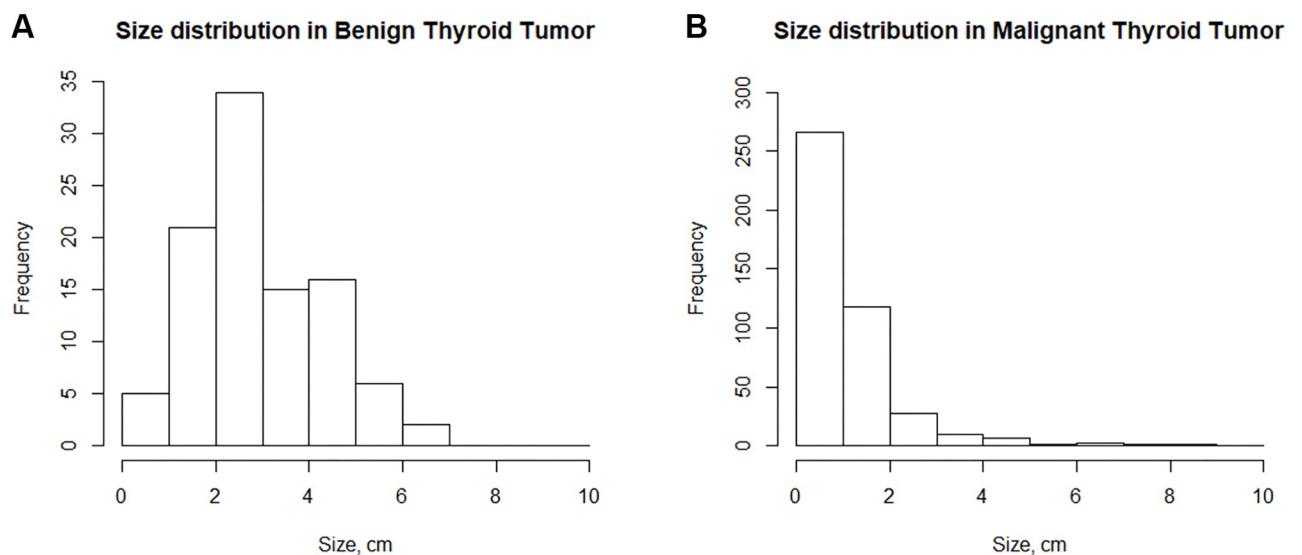 A
Size distribution in Benign Thyroid Tumor
Frequency
35
30
25
20
15
10
5
0
0 2 4 6 8 10
Size, cm
B
Size distribution in Malignant Thyroid Tumor
Frequency
300
250
200
150
100
50
0
0 2 4 6 8 10
Size, cm